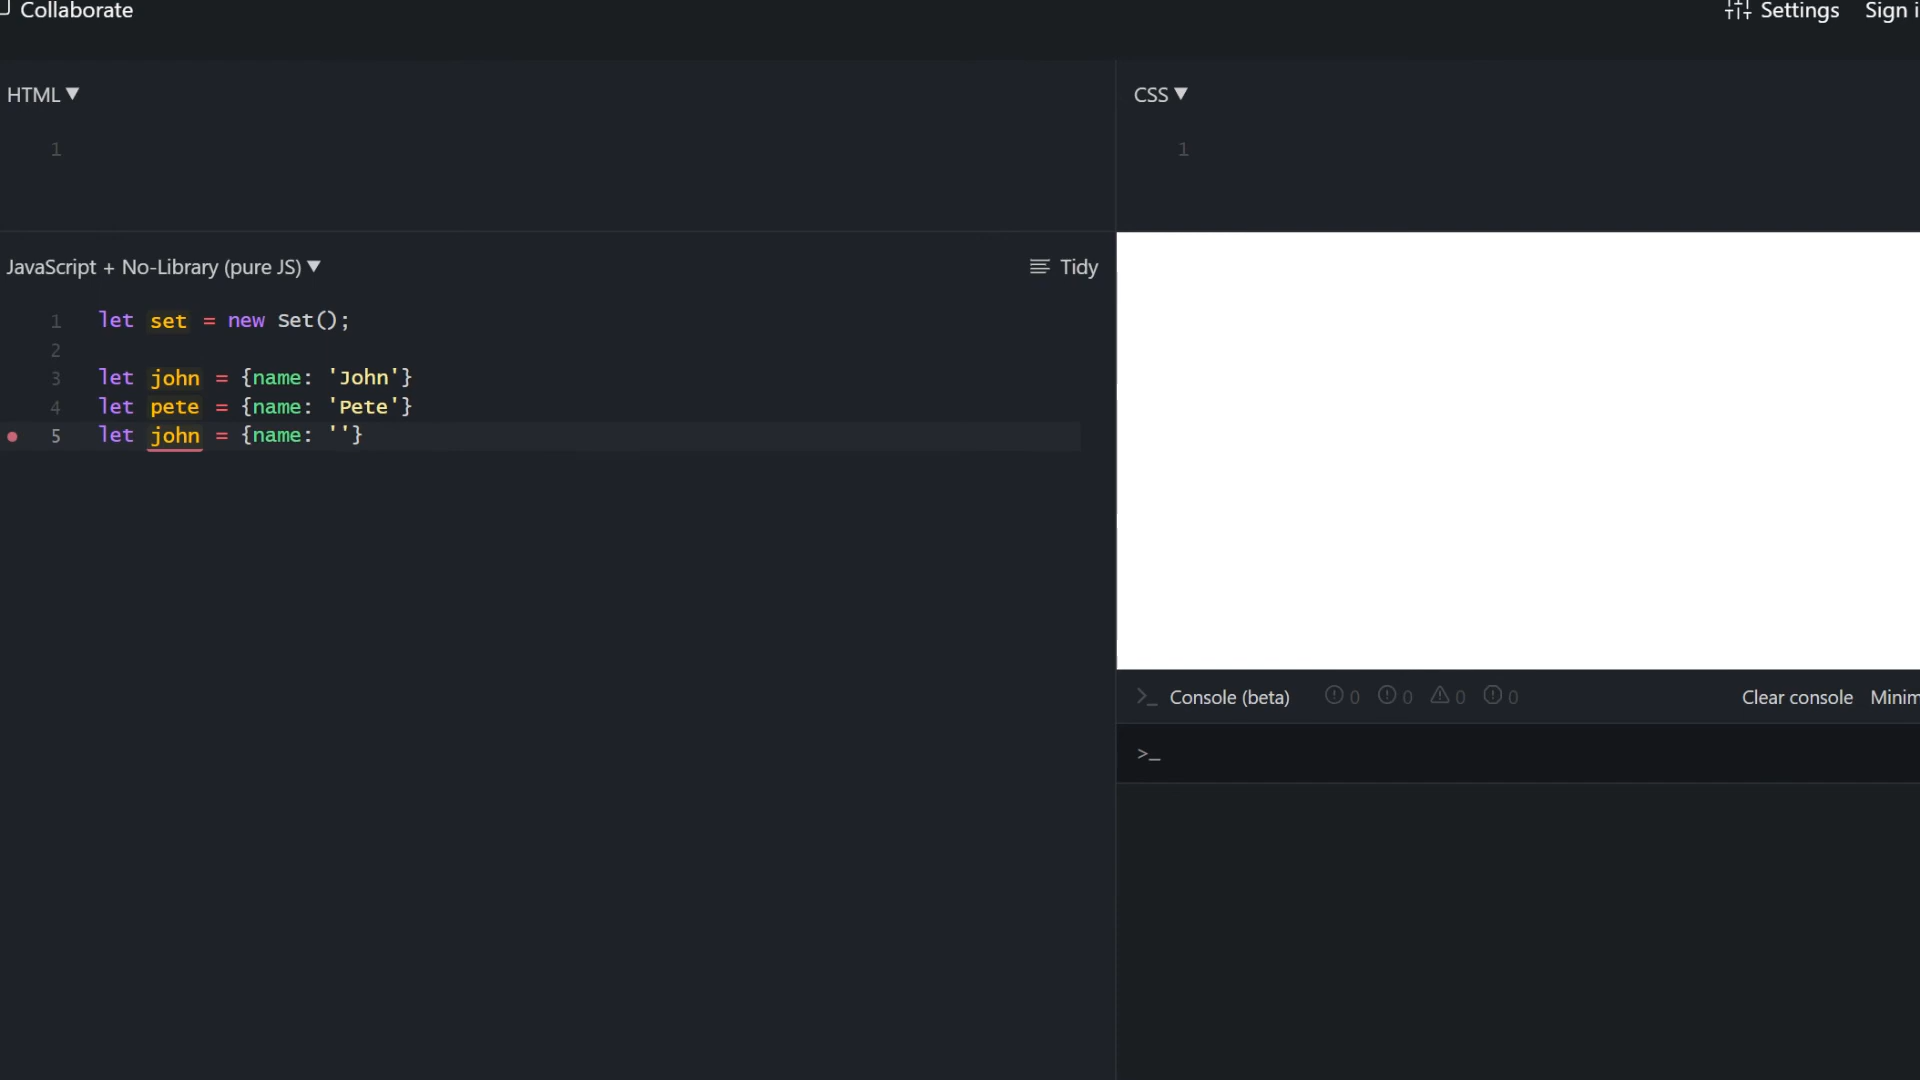 Collaborate
Settings
Sign i
HTML ▼
1
CSS ▼
1
JavaScript + No-Library (pure JS) ▼
Tidy
1 let set = new Set();
2
3 let john = {name: 'John'}
4 let pete = {name: 'Pete'}
5 let john = {name: ''}
>_ Console (beta) 0 0 0 0
Clear console
Minim
>_